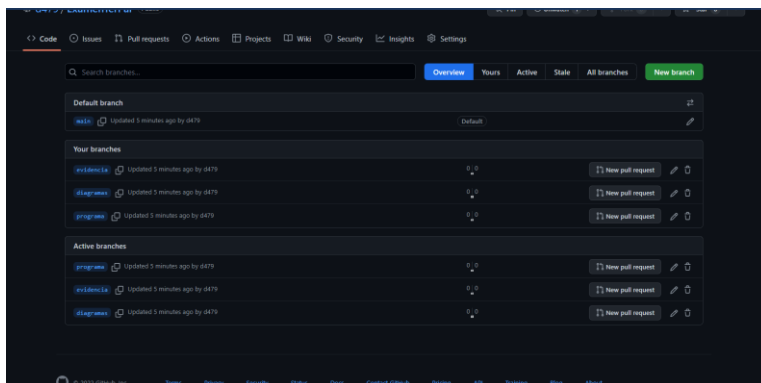 <> Code Issues Pull requests Actions Projects Wiki Security Insights Settings
Search branches... Overview Yours Active Stale All branches New branch
Default branch
main Updated 5 minutes ago by d479 Default
Your branches
evidencia Updated 5 minutes ago by d479 0 0 New pull request
diagramas Updated 5 minutes ago by d479 0 0 New pull request
programa Updated 5 minutes ago by d479 0 0 New pull request
Active branches
programa Updated 5 minutes ago by d479 0 0 New pull request
evidencia Updated 5 minutes ago by d479 0 0 New pull request
diagramas Updated 5 minutes ago by d479 0 0 New pull request